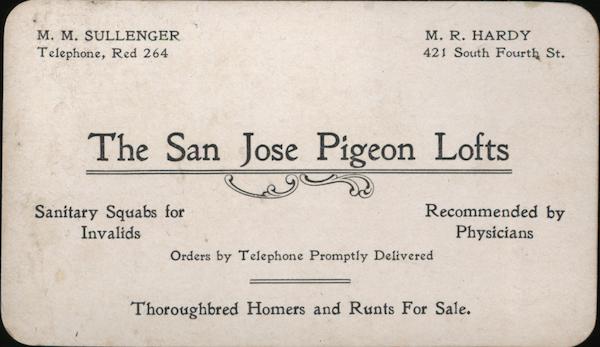 M. M. SULLENGER
Telephone, Red 264
M. R. HARDY
421 South Fourth St.
The San Jose Pigeon Lofts
Sanitary Squabs for
Invalids
Recommended by
Physicians
Orders by Telephone Promptly Delivered
Thoroughbred Homers and Runts For Sale.